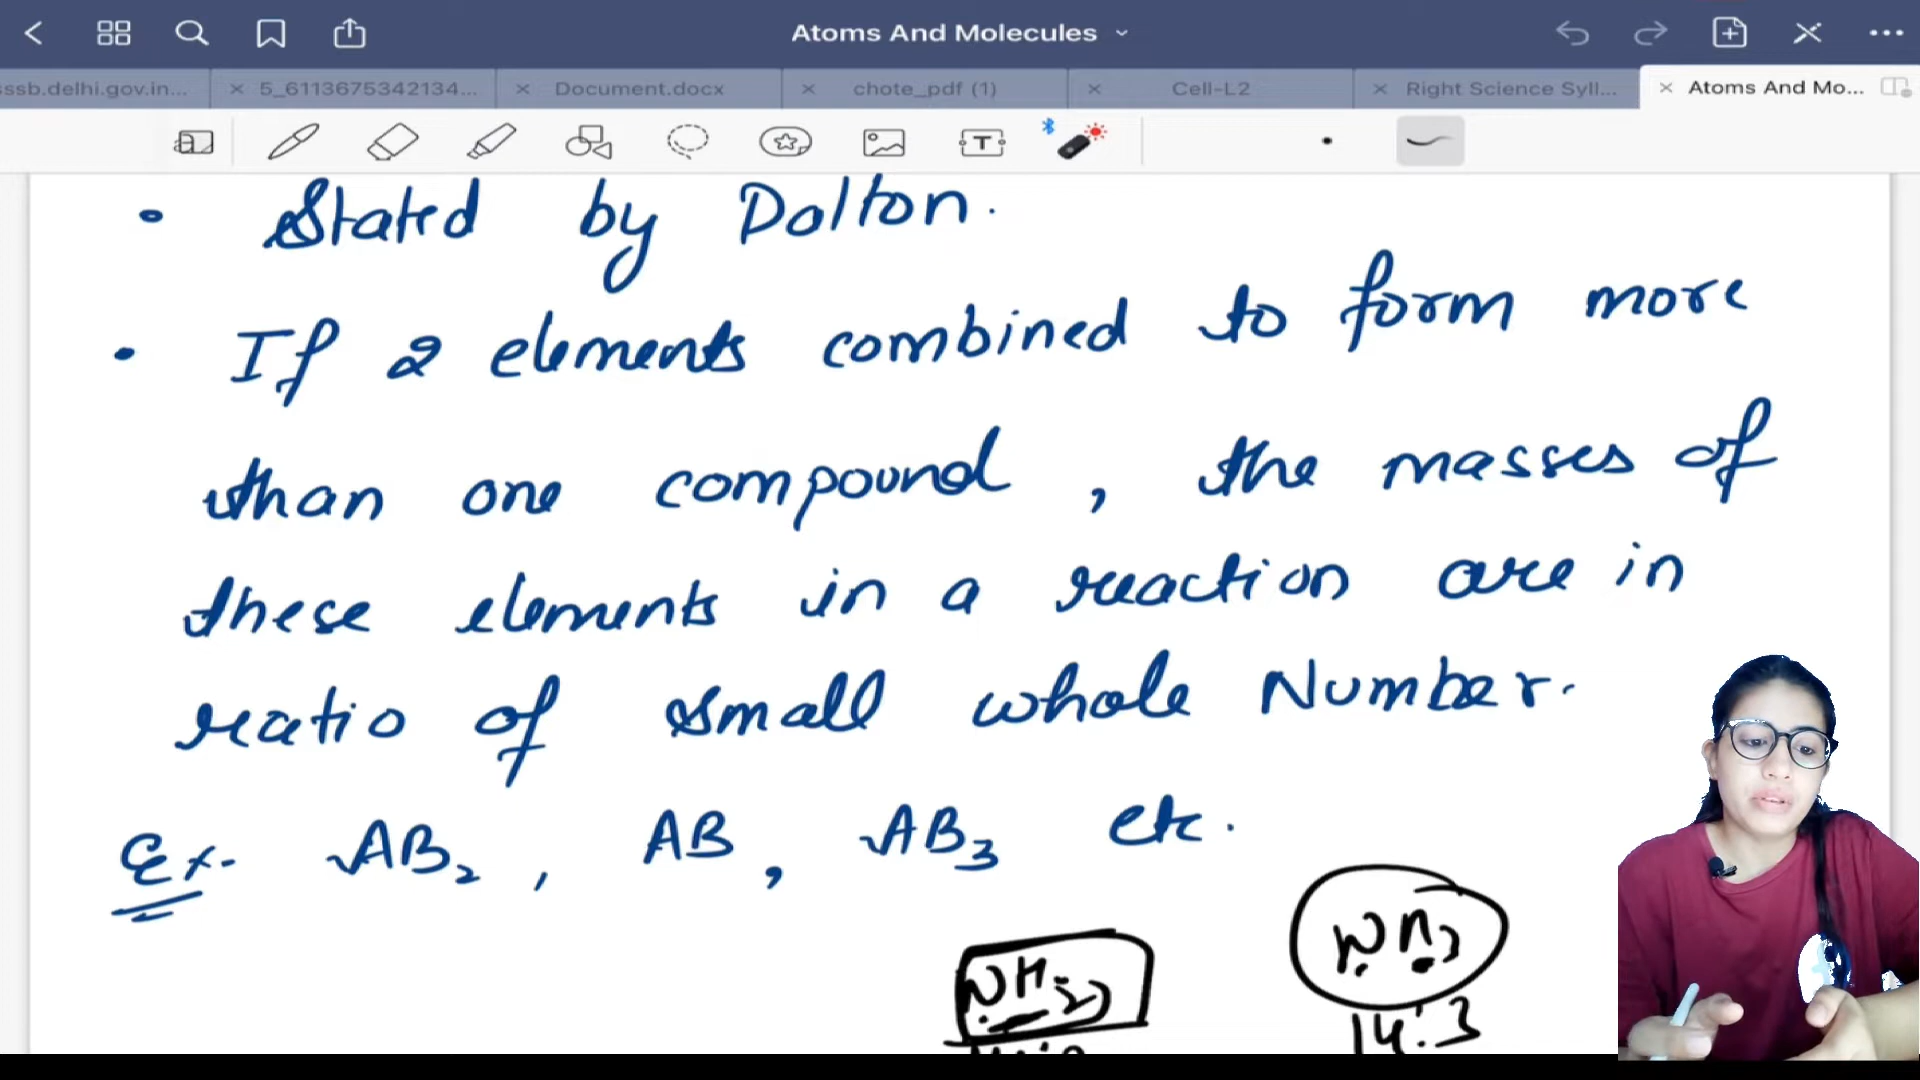 Atoms And Molecules
sssb.delhi.gov.in...
5_6113675342134...
Document.docx
chote_pdf (1)
Cell-L2
Right Science Syll...
Atoms And Mo...
• Stated by Dalton.
• If 2 elements combined to form more
than one compound, the masses of
these elements in a reaction are in
ratio of small whole Number.
Ex- AB₂, AB, AB₃ etc.
NH₃
14:3